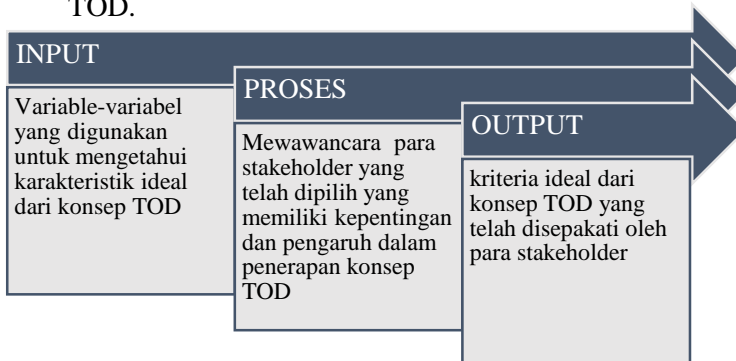 TOD.
INPUT
Variable-variabel
yang digunakan
untuk mengetahui
karakteristik ideal
dari konsep TOD
PROSES
Mewawancara para
stakeholder yang
telah dipilih yang
memiliki kepentingan
dan pengaruh dalam
penerapan konsep
TOD
OUTPUT
kriteria ideal dari
konsep TOD yang
telah disepakati oleh
para stakeholder